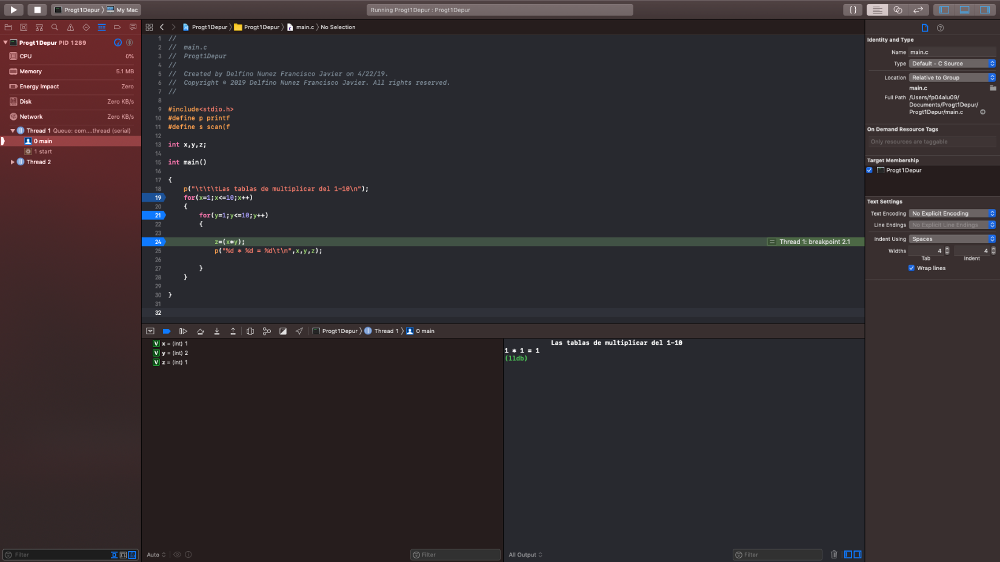 Progt1Depur 〉 My Mac
Running Progt1Depur : Progt1Depur
{ }
Progt1Depur PID 1289
CPU 0%
Memory 5.1 MB
Energy Impact Zero
Disk Zero KB/s
Network Zero KB/s
Thread 1 Queue: com....thread (serial)
0 main
1 start
Thread 2
Filter
Progt1Depur 〉 Progt1Depur 〉 main.c 〉 No Selection
1 //
2 //  main.c
3 //  Progt1Depur
4 //
5 //  Created by Delfino Nunez Francisco Javier on 4/22/19.
6 //  Copyright © 2019 Delfino Nunez Francisco Javier. All rights reserved.
7 //
8
9 #include<stdio.h>
10 #define p printf
11 #define s scan(f
12
13 int x,y,z;
14
15 int main()
16
17 {
18     p("\t\t\tLas tablas de multiplicar del 1-10\n");
19     for(x=1;x<=10;x++)
20     {
21         for(y=1;y<=10;y++)
22         {
23
24             z=(x*y); = Thread 1: breakpoint 2.1
25             p("%d * %d = %d\t\n",x,y,z);
26
27         }
28     }
29
30 }
31
32
Progt1Depur 〉 Thread 1 〉 0 main
V x = (int) 1
V y = (int) 2
V z = (int) 1
Auto
Filter
Las tablas de multiplicar del 1-10
1 * 1 = 1
(lldb)
All Output
Filter
Identity and Type
Name main.c
Type Default - C Source
Location Relative to Group
main.c
Full Path /Users/fp04alu09/
Documents/Progt1Depur/
Progt1Depur/main.c
On Demand Resource Tags
Only resources are taggable
Target Membership
Progt1Depur
Text Settings
Text Encoding No Explicit Encoding
Line Endings No Explicit Line Endings
Indent Using Spaces
Widths 4 4
Tab Indent
Wrap lines